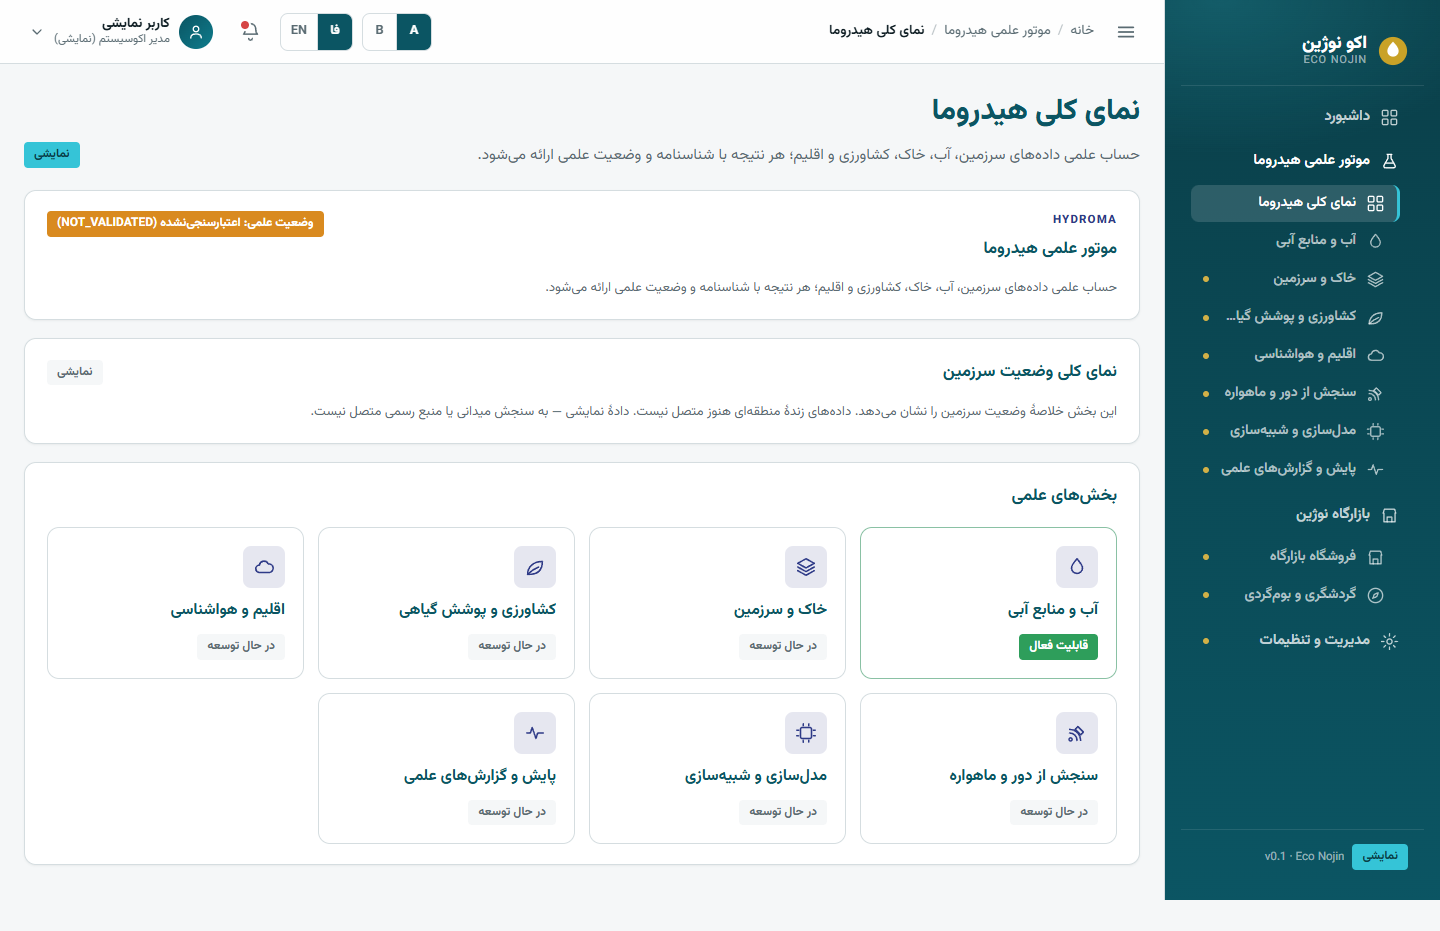 اکو نوژین
ECO NOJIN
داشبورد
موتور علمی هیدروما
نمای کلی هیدروما
آب و منابع آبی
خاک و سرزمین
کشاورزی و پوشش گیا...
اقلیم و هواشناسی
سنجش از دور و ماهواره
مدل‌سازی و شبیه‌سازی
پایش و گزارش‌های علمی
بازارگاه نوژین
فروشگاه بازارگاه
گردشگری و بوم‌گردی
مدیریت و تنظیمات
نمایشی
v0.1 · Eco Nojin
خانه / موتور علمی هیدروما / نمای کلی هیدروما
A B
فا EN
کاربر نمایشی
مدیر اکوسیستم (نمایشی)
نمای کلی هیدروما
حساب علمی داده‌های سرزمین، آب، خاک، کشاورزی و اقلیم؛ هر نتیجه با شناسنامه و وضعیت علمی ارائه می‌شود.
نمایشی
HYDROMA
وضعیت علمی: اعتبارسنجی‌نشده (NOT_VALIDATED)
موتور علمی هیدروما
حساب علمی داده‌های سرزمین، آب، خاک، کشاورزی و اقلیم؛ هر نتیجه با شناسنامه و وضعیت علمی ارائه می‌شود.
نمای کلی وضعیت سرزمین
نمایشی
این بخش خلاصهٔ وضعیت سرزمین را نشان می‌دهد. داده‌های زندهٔ منطقه‌ای هنوز متصل نیست. دادهٔ نمایشی — به سنجش میدانی یا منبع رسمی متصل نیست.
بخش‌های علمی
آب و منابع آبی
قابلیت فعال
خاک و سرزمین
در حال توسعه
کشاورزی و پوشش گیاهی
در حال توسعه
اقلیم و هواشناسی
در حال توسعه
سنجش از دور و ماهواره
در حال توسعه
مدل‌سازی و شبیه‌سازی
در حال توسعه
پایش و گزارش‌های علمی
در حال توسعه